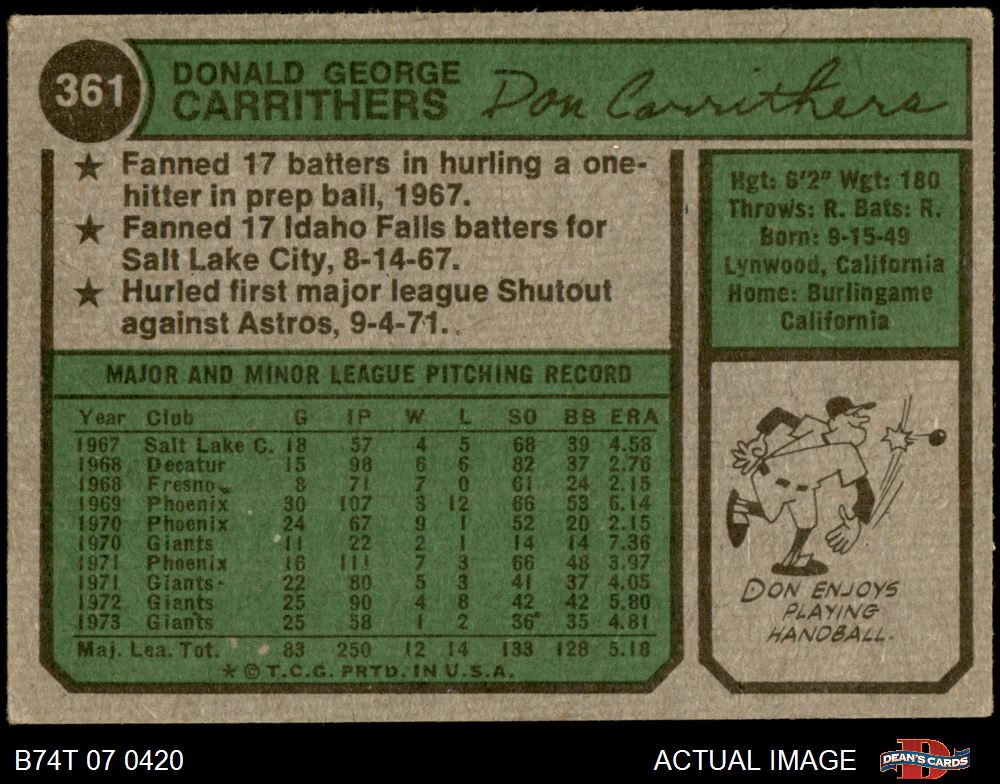 361
DONALD GEORGE
CARRITHERS
Don Carrithers
★ Fanned 17 batters in hurling a one-
hitter in prep ball, 1967.
★ Fanned 17 Idaho Falls batters for
Salt Lake City, 8-14-67.
★ Hurled first major league Shutout
against Astros, 9-4-71.
Hgt: 6'2" Wgt: 180
Throws: R. Bats: R.
Born: 9-15-49
Lynwood, California
Home: Burlingame
California
MAJOR AND MINOR LEAGUE PITCHING RECORD
Year Club G IP W L SO BB ERA
1967 Salt Lake C. 18 57 4 5 68 39 4.58
1968 Decatur 15 98 6 6 82 37 2.76
1968 Fresno 8 71 7 0 61 24 2.15
1969 Phoenix 30 107 3 12 66 53 6.14
1970 Phoenix 24 67 9 1 52 20 2.15
1970 Giants 11 22 2 1 14 14 7.36
1971 Phoenix 16 111 7 3 66 48 3.97
1971 Giants 22 80 5 3 41 37 4.05
1972 Giants 25 90 4 8 42 42 5.80
1973 Giants 25 58 1 2 36 35 4.81
Maj. Lea. Tot. 83 250 12 14 133 128 5.18
* © T.C.G. PRTD. IN U.S.A.
DON ENJOYS
PLAYING
HANDBALL.
B74T 07 0420
ACTUAL IMAGE
D
DEAN'S CARDS